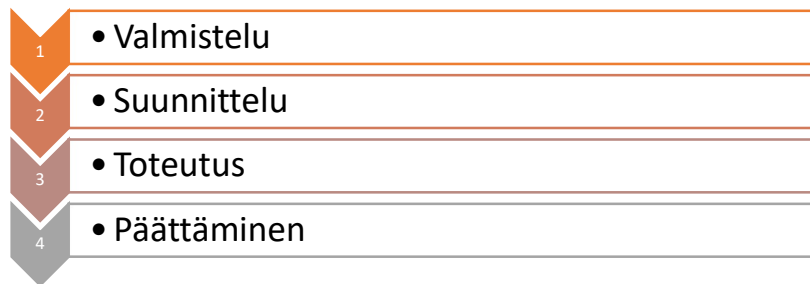 1 • Valmistelu
2 • Suunnittelu
3 • Toteutus
4 • Päättäminen